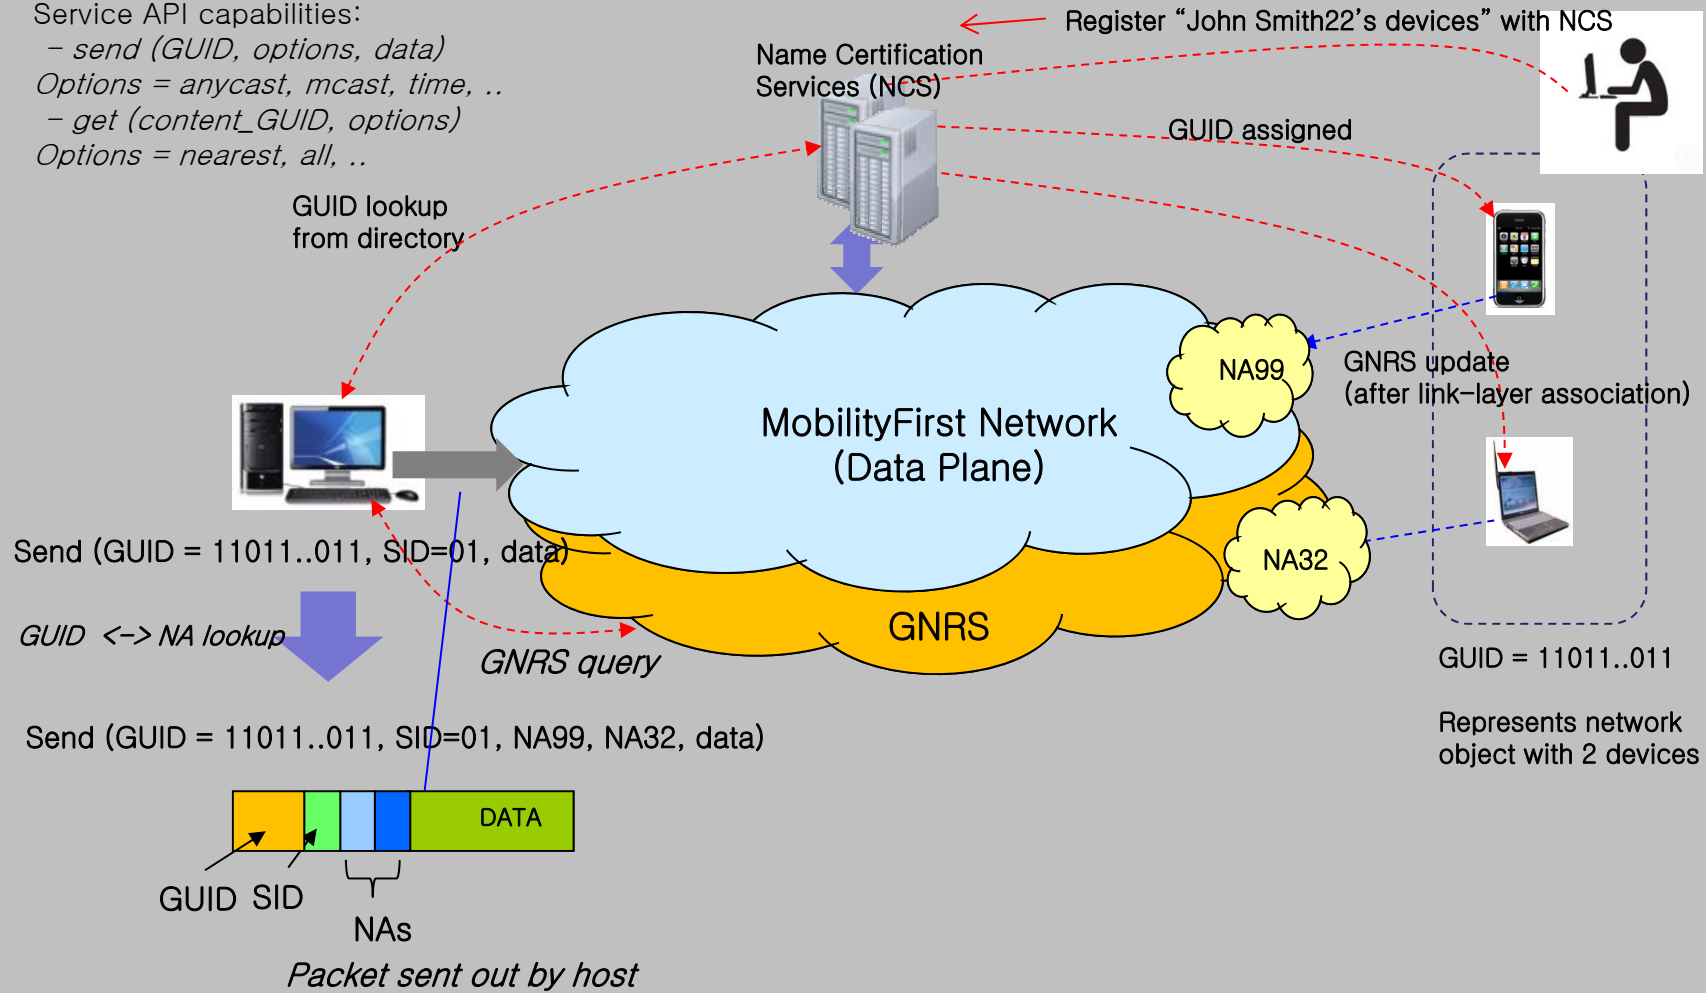 Service API capabilities:
- send (GUID, options, data)
Options = anycast, mcast, time, ..
- get (content_GUID, options)
Options = nearest, all, ..
Register “John Smith22’s devices” with NCS
Name Certification
Services (NCS)
GUID assigned
GUID lookup
from directory
NA99
GNRS update
(after link-layer association)
MobilityFirst Network
(Data Plane)
Send (GUID = 11011..011, SID=01, data)
NA32
GUID <-> NA lookup
GNRS query
GNRS
GUID = 11011..011
Represents network
object with 2 devices
Send (GUID = 11011..011, SID=01, NA99, NA32, data)
DATA
GUID SID
NAs
Packet sent out by host